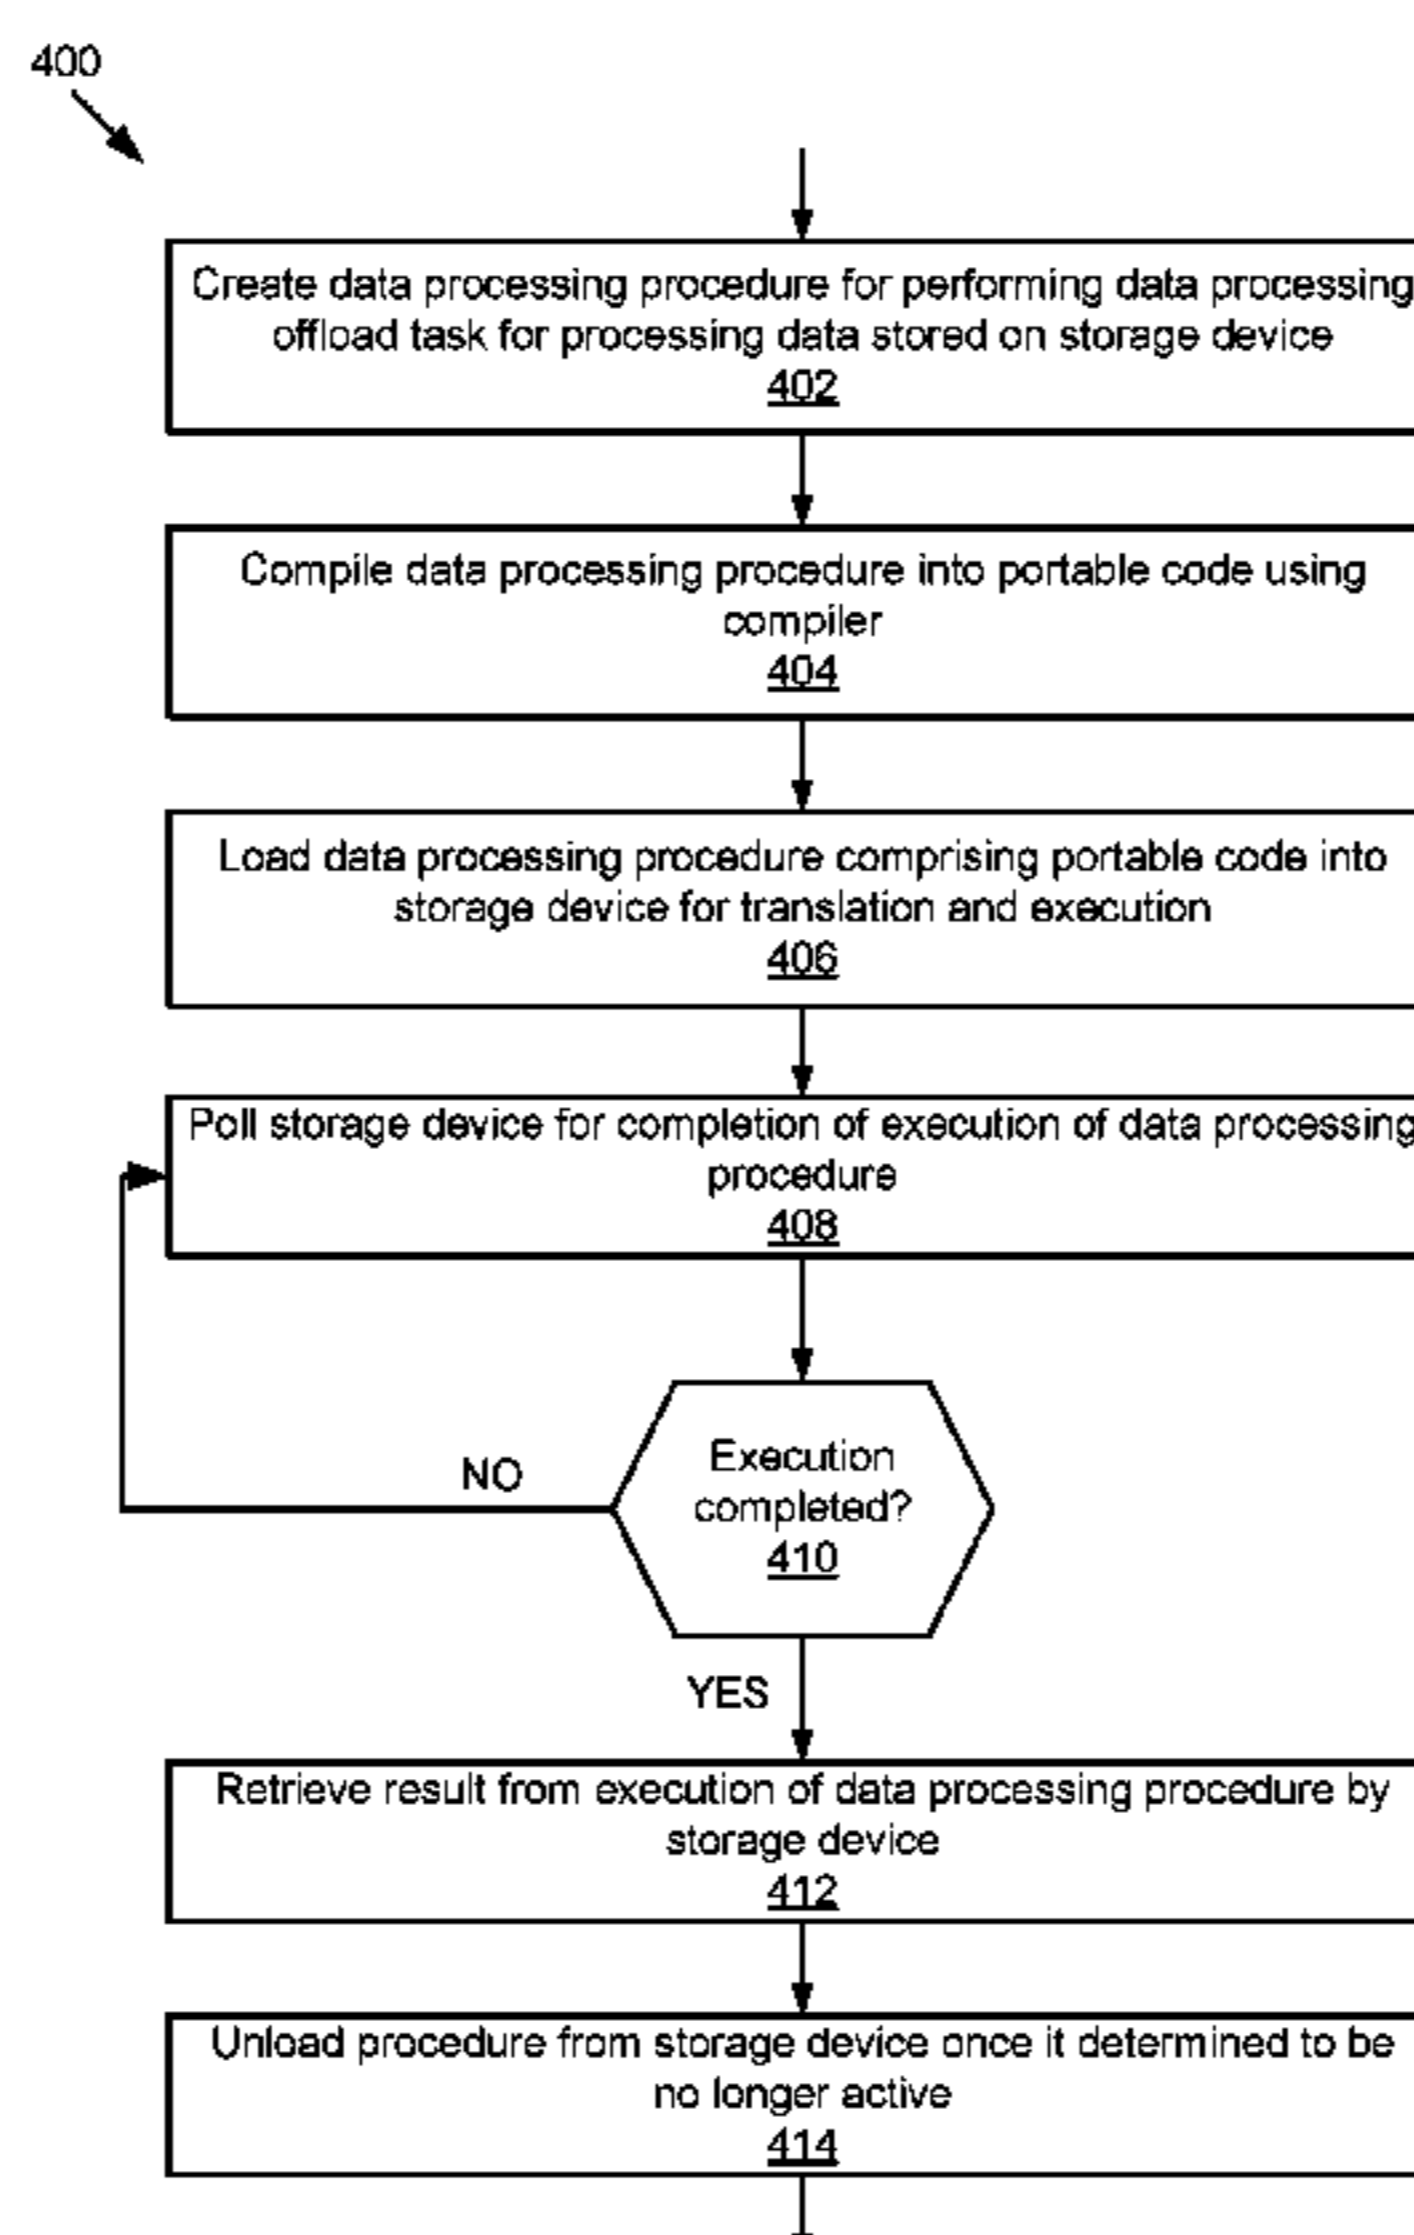 400
Create data processing procedure for performing data processing
offload task for processing data stored on storage device
402
Compile data processing procedure into portable code using
compiler
404
Load data processing procedure comprising portable code into
storage device for translation and execution
406
Poll storage device for completion of execution of data processing
procedure
408
Execution
completed?
410
NO
YES
Retrieve result from execution of data processing procedure by
storage device
412
Unload procedure from storage device once it determined to be
no longer active
414